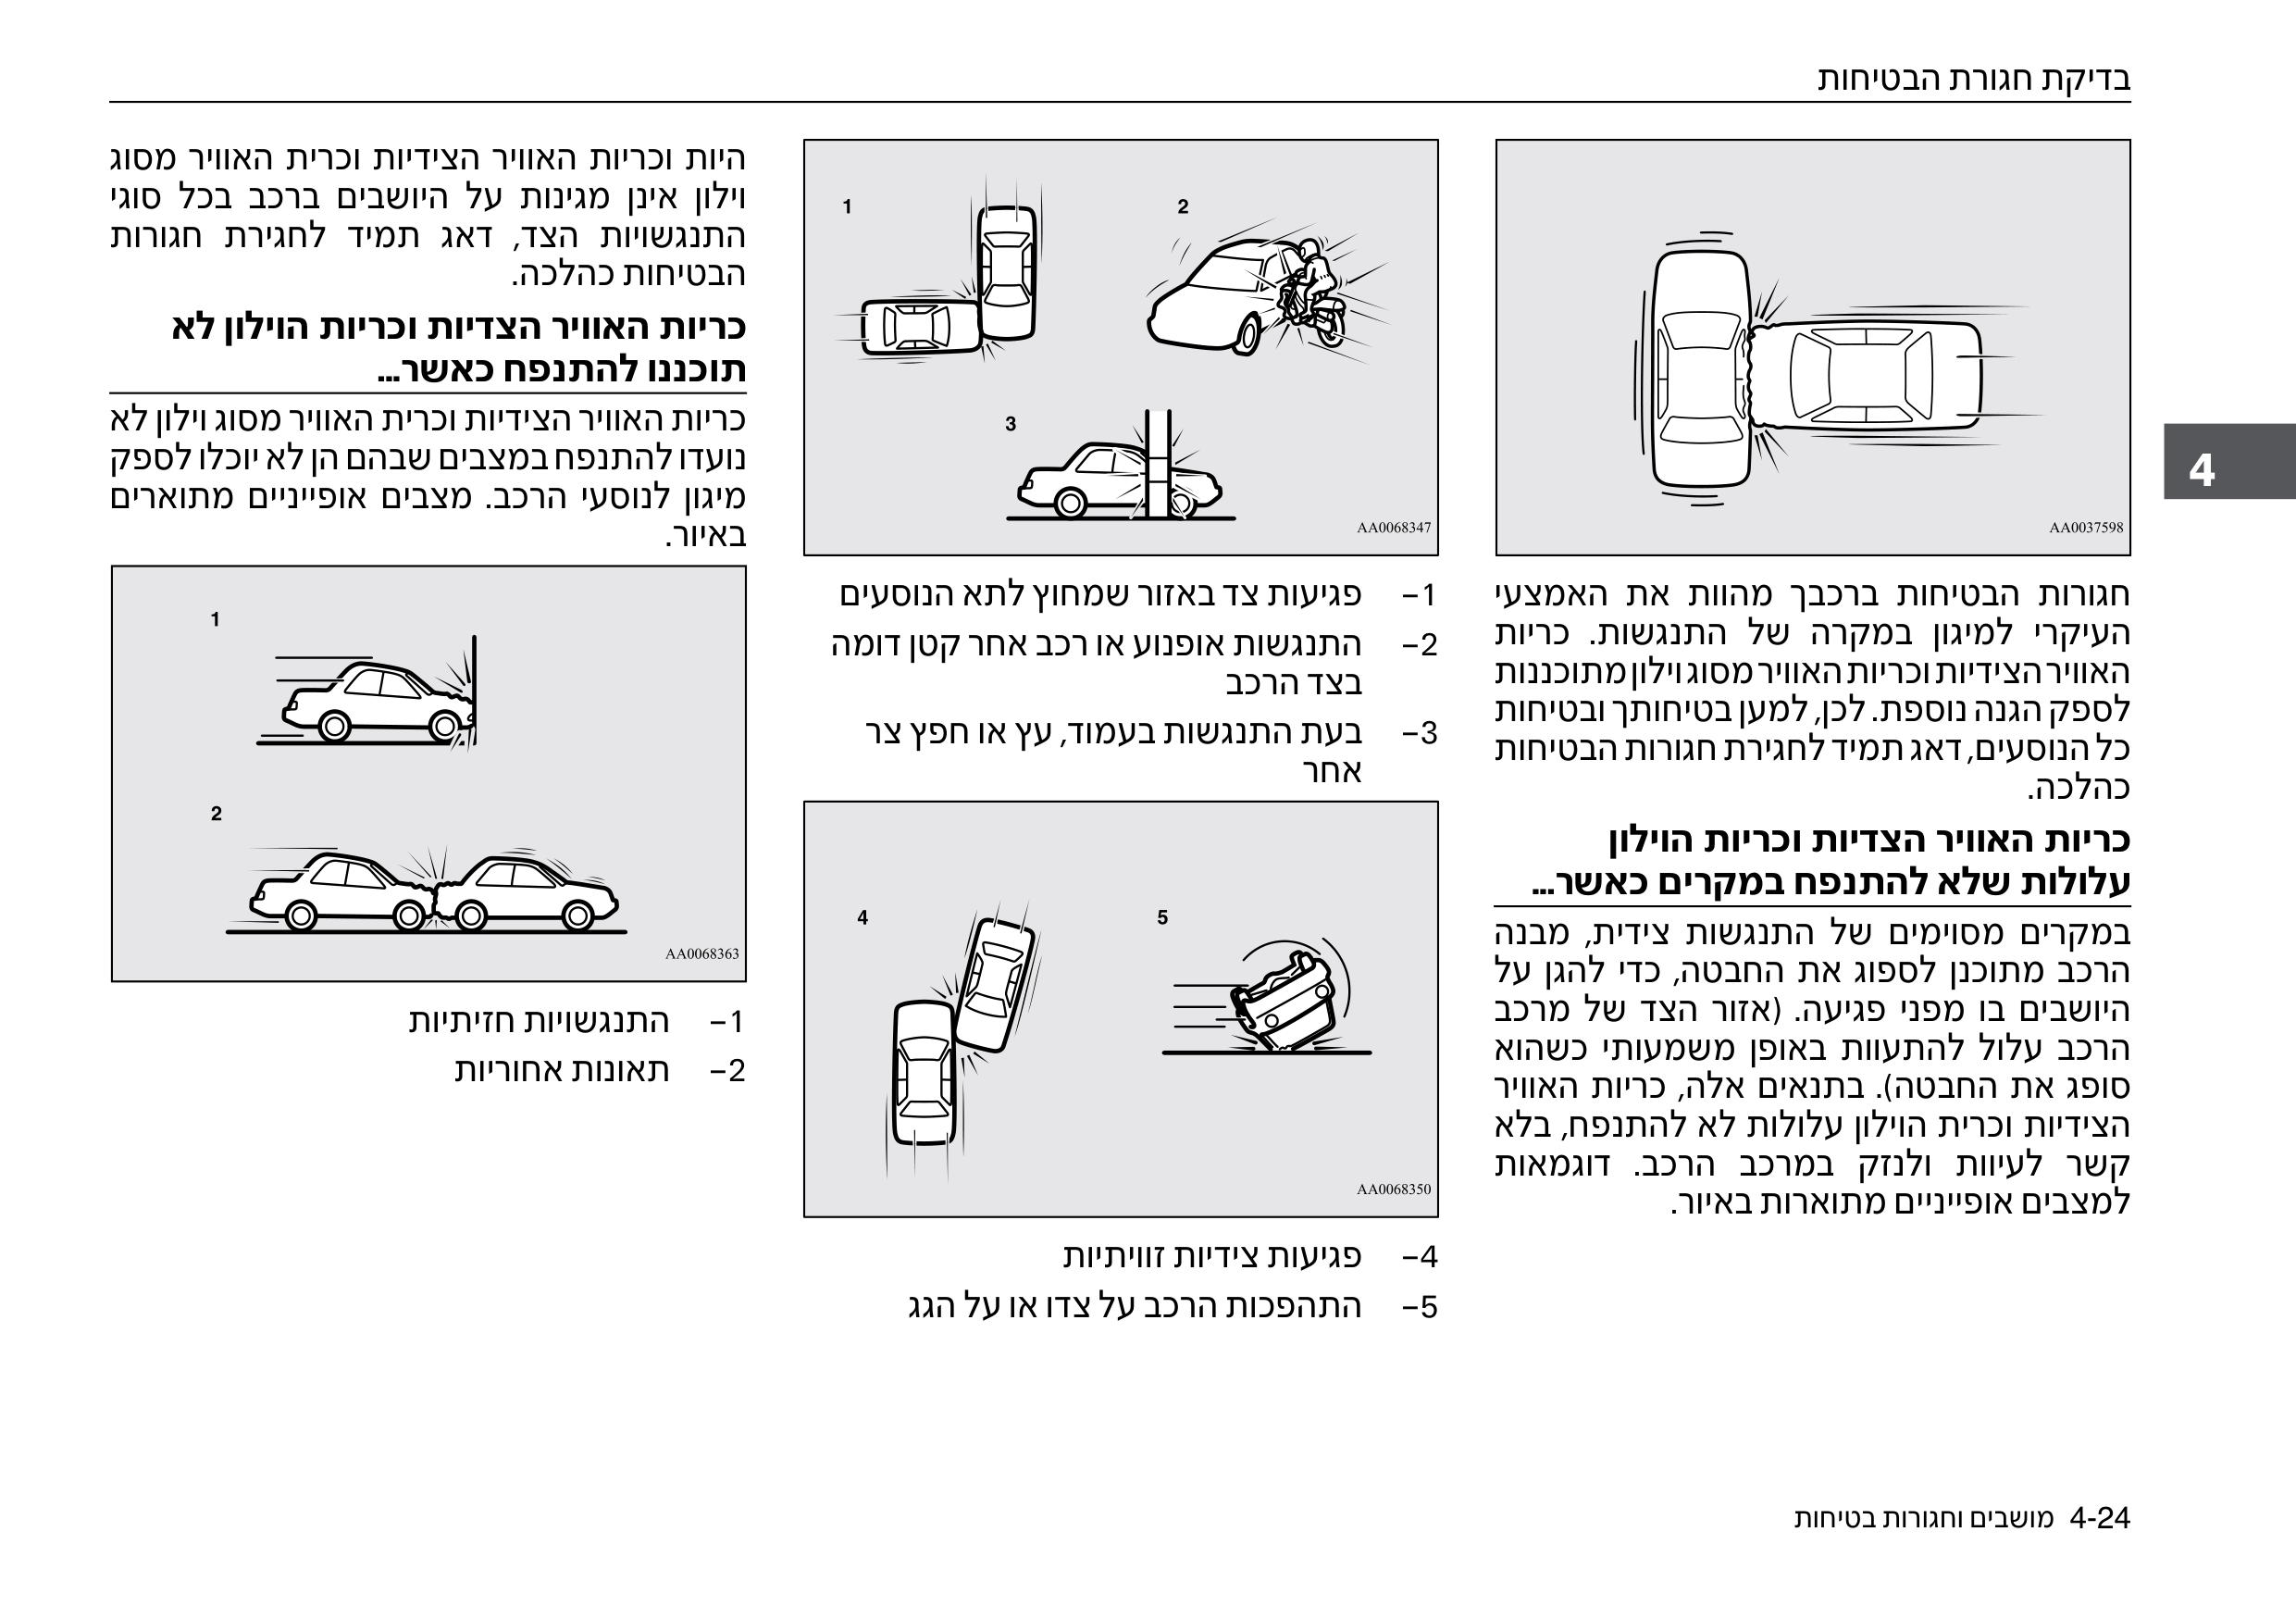 בדיקת חגורת הבטיחות
AA0037598
חגורות הבטיחות ברכבך מהוות את האמצעי
העיקרי למיגון במקרה של התנגשות. כריות
האוויר הצידיות וכריות האוויר מסוג וילון מתוכננות
לספק הגנה נוספת. לכן, למען בטיחותך ובטיחות
כל הנוסעים, דאג תמיד לחגירת חגורות הבטיחות
כהלכה.
כריות האוויר הצדיות וכריות הוילון
עלולות שלא להתנפח במקרים כאשר...
במקרים מסוימים של התנגשות צידית, מבנה
הרכב מתוכנן לספוג את החבטה, כדי להגן על
היושבים בו מפני פגיעה. (אזור הצד של מרכב
הרכב עלול להתעוות באופן משמעותי כשהוא
סופג את החבטה). בתנאים אלה, כריות האוויר
הצידיות וכרית הוילון עלולות לא להתנפח, בלא
קשר לעיוות ולנזק במרכב הרכב. דוגמאות
למצבים אופייניים מתוארות באיור.
1
2
3
AA0068347
1– פגיעות צד באזור שמחוץ לתא הנוסעים
2– התנגשות אופנוע או רכב אחר קטן דומה
בצד הרכב
3– בעת התנגשות בעמוד, עץ או חפץ צר
אחר
4
5
AA0068350
4– פגיעות צידיות זוויתיות
5– התהפכות הרכב על צדו או על הגג
היות וכריות האוויר הצידיות וכרית האוויר מסוג
וילון אינן מגינות על היושבים ברכב בכל סוגי
התנגשויות הצד, דאג תמיד לחגירת חגורות
הבטיחות כהלכה.
כריות האוויר הצדיות וכריות הוילון לא
תוכננו להתנפח כאשר...
כריות האוויר הצידיות וכרית האוויר מסוג וילון לא
נועדו להתנפח במצבים שבהם הן לא יוכלו לספק
מיגון לנוסעי הרכב. מצבים אופייניים מתוארים
באיור.
1
2
AA0068363
1– התנגשויות חזיתיות
2– תאונות אחוריות
4
4-24 מושבים וחגורות בטיחות